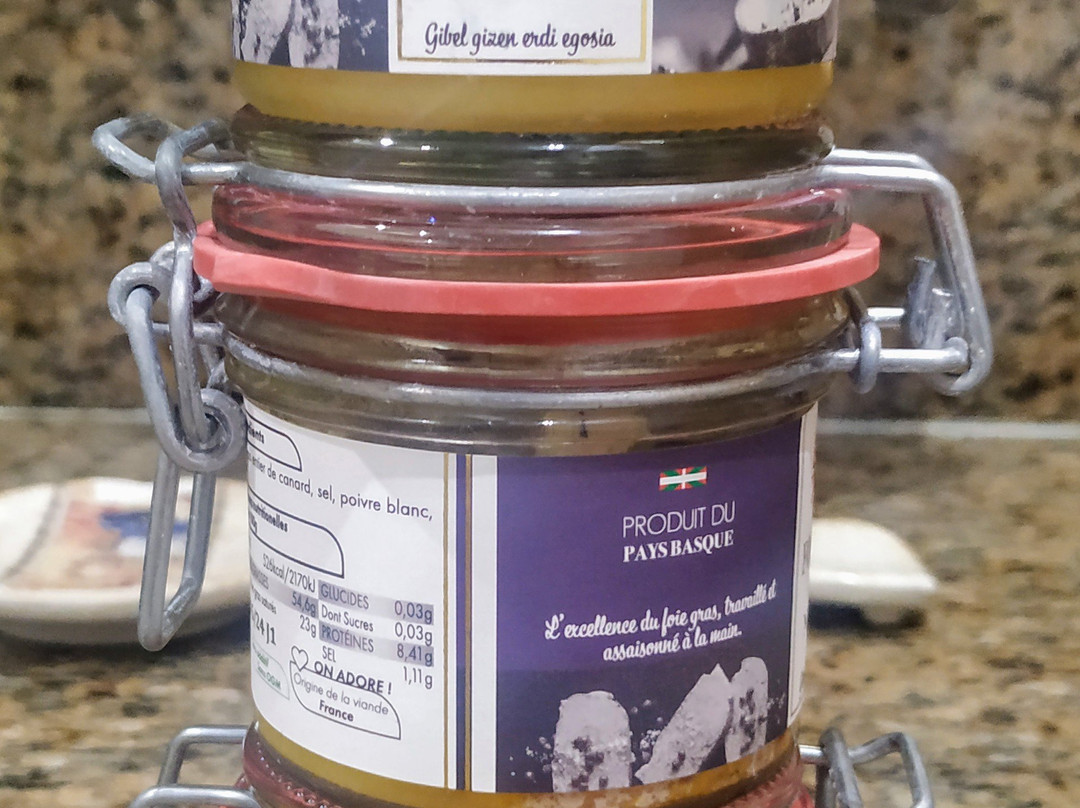 Gibel gizen erdi egosia
de canard, sel, poivre blanc,
526kcal/2170kJ
GLUCIDES 0,03g
54,6g Dont Sucres 0,03g
23g PROTÉINES 8,41g
SEL 1,11g
ON ADORE !
Origine de la viande
France
PRODUIT DU
PAYS BASQUE
L'excellence du foie gras, travaillé et
assaisonné à la main.